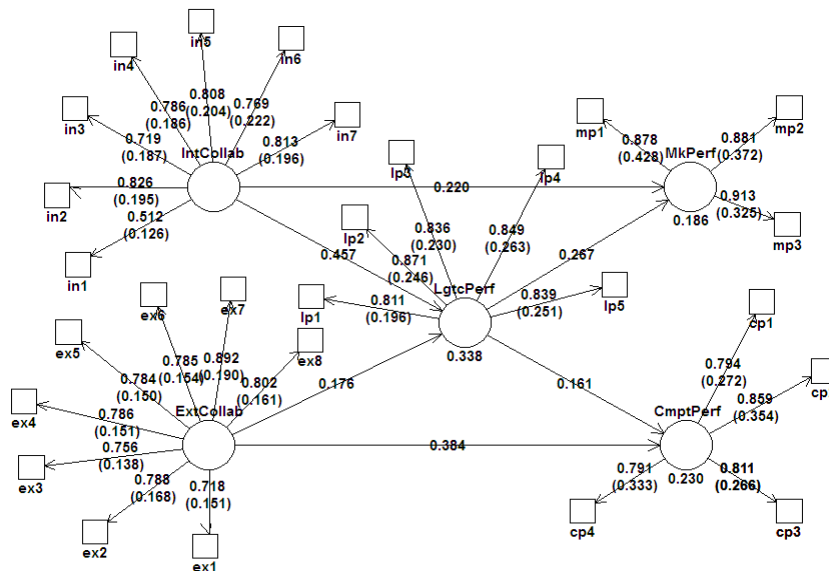 in5
in4
in6
0.808
(0.204)
0.786
(0.186)
0.769
(0.222)
in3
in7
0.719
(0.187)
0.813
(0.196)
IntCollab
in2
0.826
(0.195)
in1
0.512
(0.126)
mp1
mp2
0.878
(0.428)
0.881
(0.372)
MkPerf
0.913
(0.325)
mp3
0.186
0.220
lp3
lp4
0.836
(0.230)
0.849
(0.263)
lp2
0.871
(0.246)
0.267
0.457
LgtcPerf
lp1
0.811
(0.196)
0.839
(0.251)
lp5
0.338
ex6
ex7
ex5
ex8
0.785
(0.154)
0.892
(0.190)
0.784
(0.150)
0.802
(0.161)
0.176
ex4
0.786
(0.151)
ExtCollab
0.756
(0.138)
ex3
0.788
(0.168)
0.718
(0.151)
ex2
ex1
0.384
0.161
cp1
0.794
(0.272)
0.859
(0.354)
CmptPerf
0.230
0.791
(0.333)
0.811
(0.266)
cp4
cp3